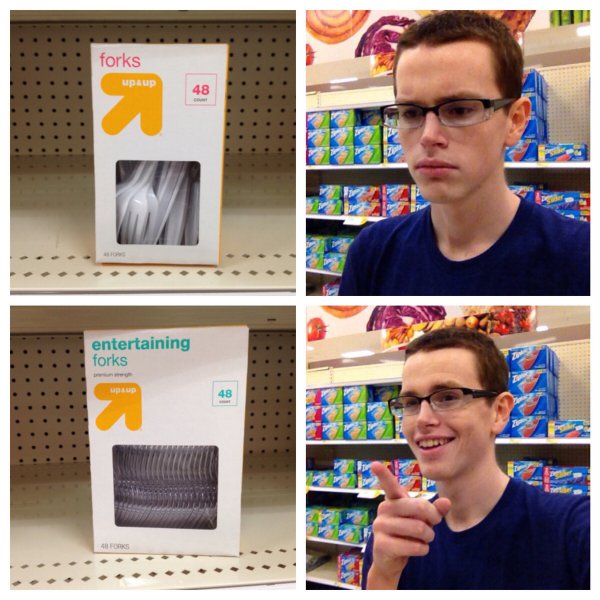 forks
up&up
48
COUNT
48 FORKS
entertaining
forks
premium strength
up&up
48
COUNT
48 FORKS